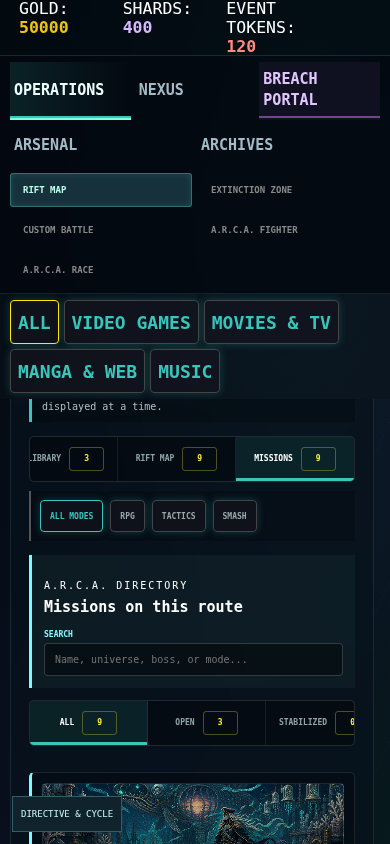 GOLD: SHARDS: EVENT
50000 400 TOKENS:
120
OPERATIONS NEXUS BREACH
PORTAL
ARSENAL ARCHIVES
RIFT MAP EXTINCTION ZONE
CUSTOM BATTLE A.R.C.A. FIGHTER
A.R.C.A. RACE
ALL VIDEO GAMES MOVIES & TV
MANGA & WEB MUSIC
displayed at a time.
LIBRARY 3 RIFT MAP 9 MISSIONS 9
ALL MODES RPG TACTICS SMASH
A.R.C.A. DIRECTORY
Missions on this route
SEARCH
Name, universe, boss, or mode...
ALL 9 OPEN 3 STABILIZED 0
DIRECTIVE & CYCLE